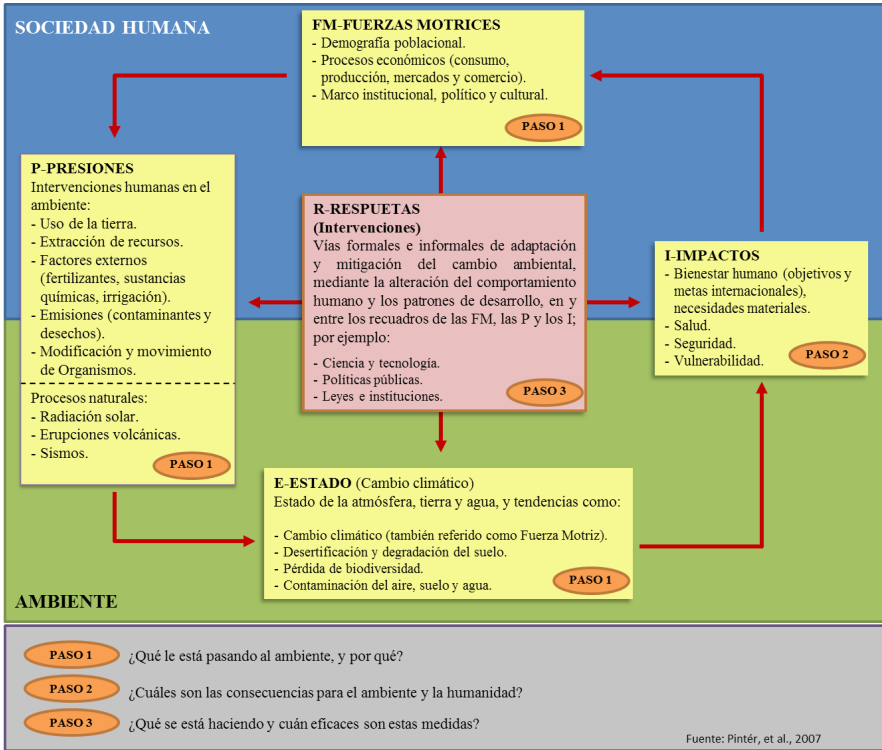 SOCIEDAD HUMANA
FM-FUERZAS MOTRICES
- Demografía poblacional.
- Procesos económicos (consumo,
producción, mercados y comercio).
- Marco institucional, político y cultural.
PASO 1
P-PRESIONES
Intervenciones humanas en el
ambiente:
- Uso de la tierra.
- Extracción de recursos.
- Factores externos
(fertilizantes, sustancias
químicas, irrigación).
- Emisiones (contaminantes y
desechos).
- Modificación y movimiento
de Organismos.
Procesos naturales:
- Radiación solar.
- Erupciones volcánicas.
- Sismos.
PASO 1
R-RESPUETAS
(Intervenciones)
Vías formales e informales de adaptación
y mitigación del cambio ambiental,
mediante la alteración del comportamiento
humano y los patrones de desarrollo, en y
entre los recuadros de las FM, las P y los I;
por ejemplo:
- Ciencia y tecnología.
- Políticas públicas.
- Leyes e instituciones.
PASO 3
I-IMPACTOS
- Bienestar humano (objetivos y
metas internacionales),
necesidades materiales.
- Salud.
- Seguridad.
- Vulnerabilidad.
PASO 2
E-ESTADO (Cambio climático)
Estado de la atmósfera, tierra y agua, y tendencias como:
- Cambio climático (también referido como Fuerza Motriz).
- Desertificación y degradación del suelo.
- Pérdida de biodiversidad.
- Contaminación del aire, suelo y agua.
PASO 1
AMBIENTE
PASO 1 ¿Qué le está pasando al ambiente, y por qué?
PASO 2 ¿Cuáles son las consecuencias para el ambiente y la humanidad?
PASO 3 ¿Qué se está haciendo y cuán eficaces son estas medidas?
Fuente: Pintér, et al., 2007